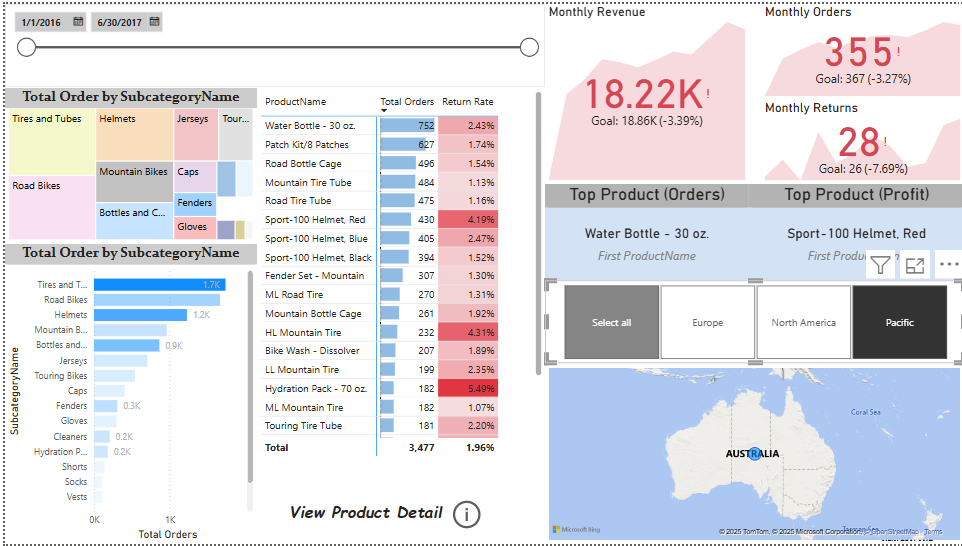 1/1/2016
6/30/2017
Total Order by SubcategoryName
Tires and Tubes
Helmets
Jerseys
Tour...
Road Bikes
Mountain Bikes
Caps
Bottles and C...
Fenders
Gloves
Total Order by SubcategoryName
SubcategoryName
Tires and T...
1.7K
Road Bikes
Helmets
1.2K
Mountain B...
Bottles and...
0.9K
Jerseys
Touring Bikes
Caps
Fenders
0.3K
Gloves
Cleaners
0.2K
Hydration P...
0.2K
Shorts
Socks
Vests
0K
1K
Total Orders
ProductName Total Orders Return Rate
Water Bottle - 30 oz. 752 2.43%
Patch Kit/8 Patches 627 1.74%
Road Bottle Cage 496 1.54%
Mountain Tire Tube 484 1.13%
Road Tire Tube 475 1.16%
Sport-100 Helmet, Red 430 4.19%
Sport-100 Helmet, Blue 405 2.47%
Sport-100 Helmet, Black 394 1.52%
Fender Set - Mountain 307 1.30%
ML Road Tire 270 1.31%
Mountain Bottle Cage 261 1.92%
HL Mountain Tire 232 4.31%
Bike Wash - Dissolver 207 1.89%
LL Mountain Tire 199 2.35%
Hydration Pack - 70 oz. 182 5.49%
ML Mountain Tire 182 1.07%
Touring Tire Tube 181 2.20%
Total 3,477 1.96%
View Product Detail
i
Monthly Revenue
18.22K!
Goal: 18.86K (-3.39%)
Monthly Orders
355!
Goal: 367 (-3.27%)
Monthly Returns
28!
Goal: 26 (-7.69%)
Top Product (Orders)
Water Bottle - 30 oz.
First ProductName
Top Product (Profit)
Sport-100 Helmet, Red
First
Select all
Europe
North America
Pacific
Coral Sea
AUSTRALIA
Microsoft Bing
© 2025 TomTom, © 2025 Microsoft Corporation, © OpenStreetMap Terms